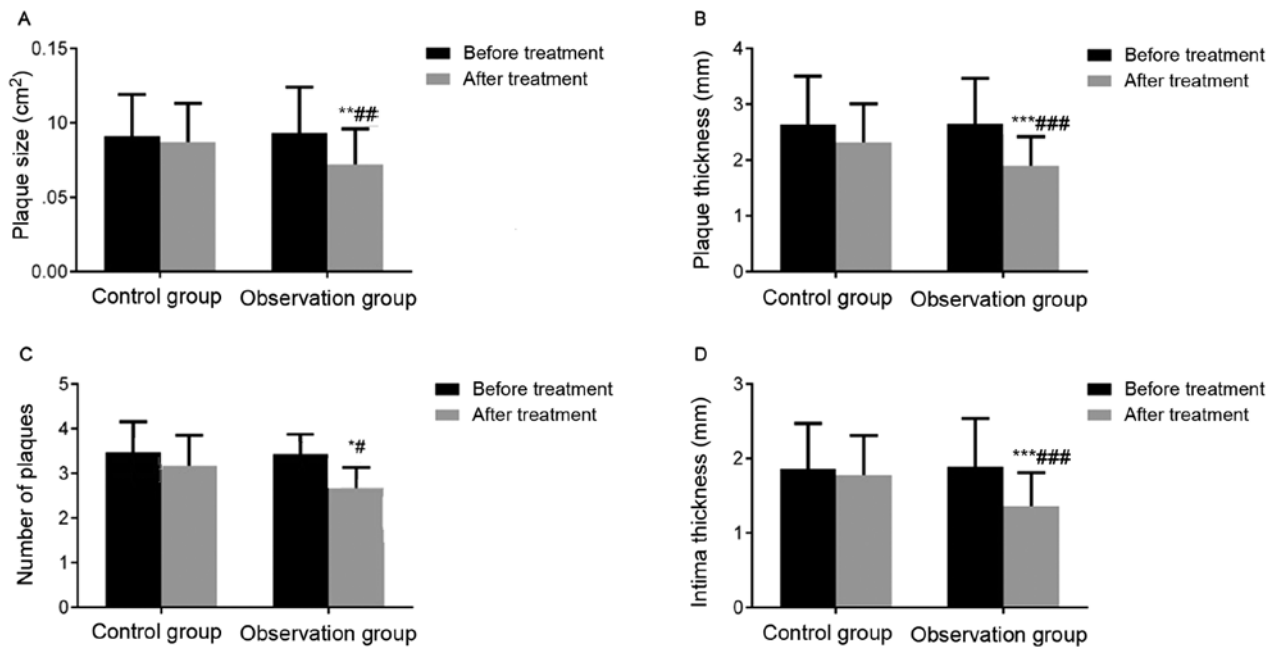 A
0.15
10
.05
0.00
Plaque size (cm²)
Before treatment
After treatment
**##
Control group
Observation group
B
4
3
2
1
0
Plaque thickness (mm)
Before treatment
After treatment
***###
Control group
Observation group
C
5
4
3
2
1
0
Number of plaques
Before treatment
After treatment
*#
Control group
Observation group
D
3
2
1
0
Intima thickness (mm)
Before treatment
After treatment
***###
Control group
Observation group